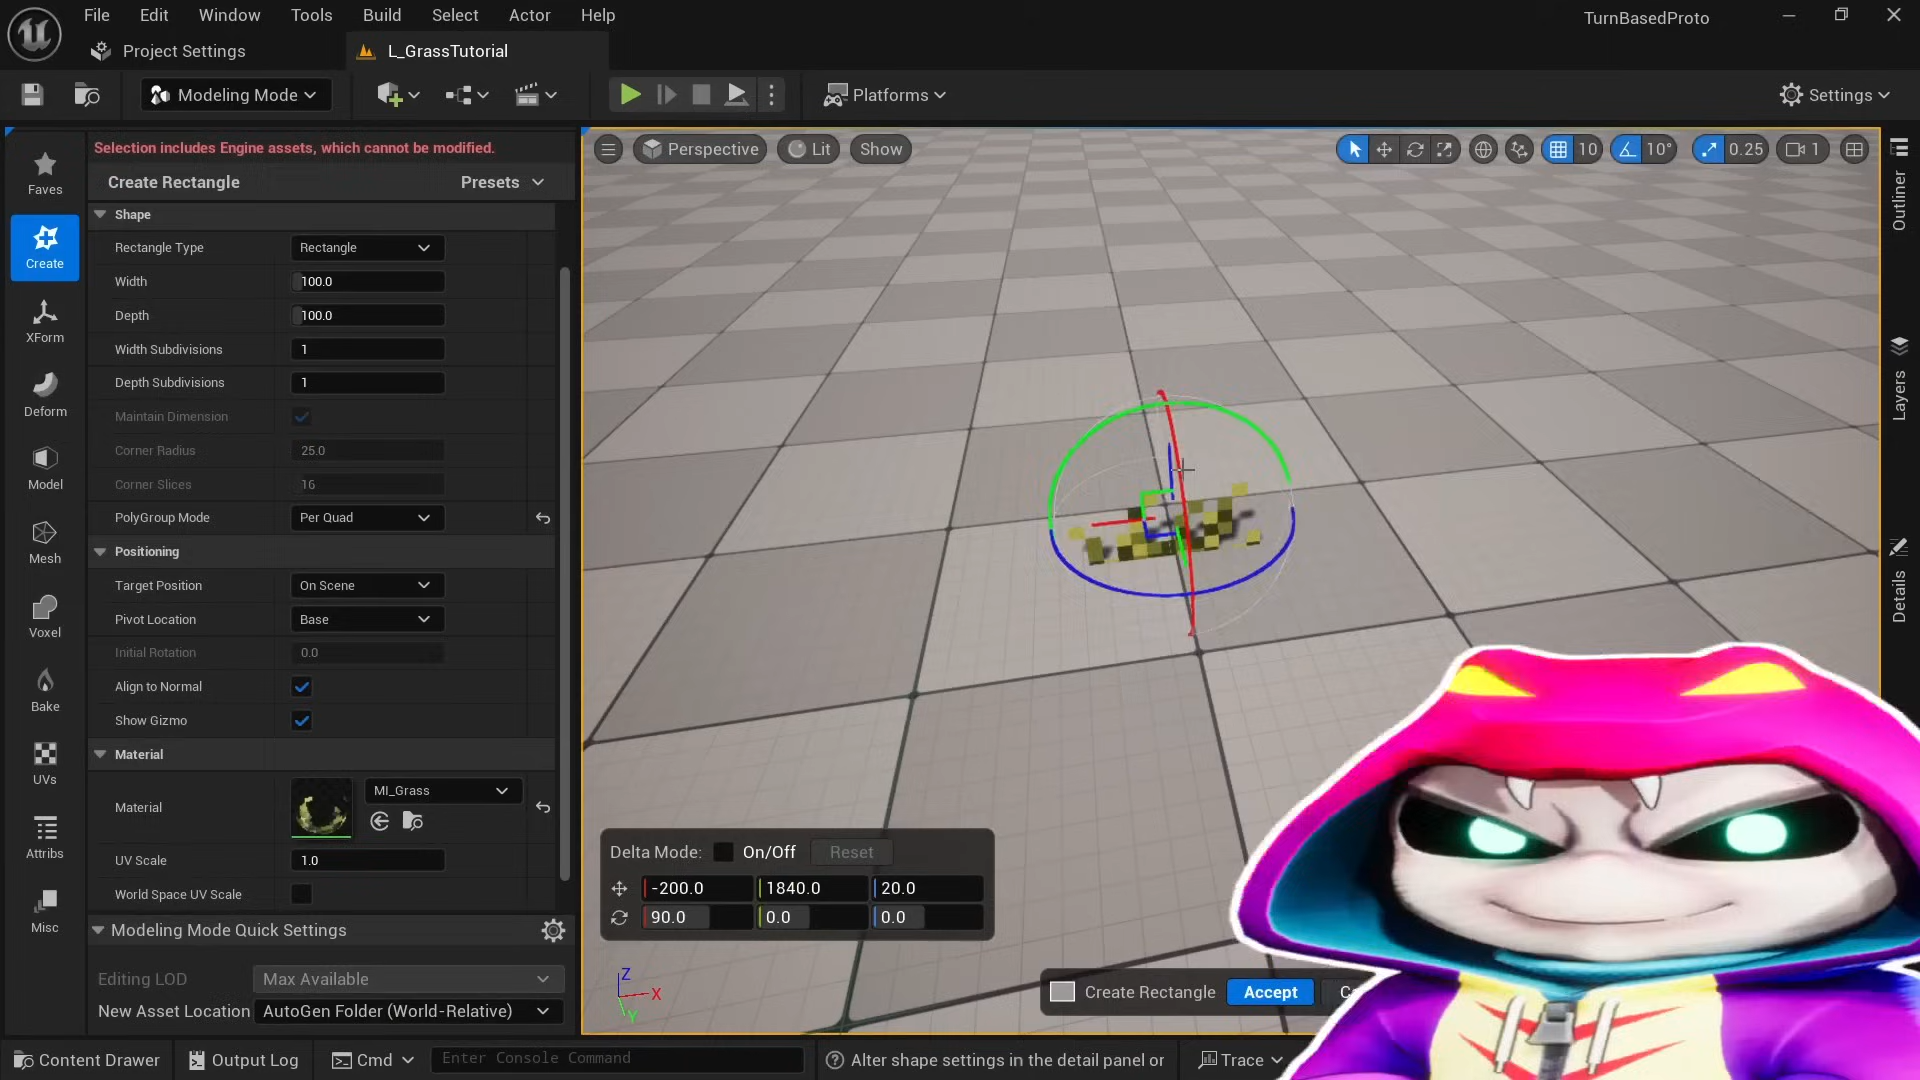 File Edit Window Tools Build Select Actor Help
TurnBasedProto
Project Settings
L_GrassTutorial
Modeling Mode
Platforms
Settings
Selection includes Engine assets, which cannot be modified.
Create Rectangle
Presets
Faves
Create
XForm
Deform
Model
Mesh
Voxel
Bake
UVs
Attribs
Misc
Shape
Rectangle Type Rectangle
Width 100.0
Depth 100.0
Width Subdivisions 1
Depth Subdivisions 1
Maintain Dimension
Corner Radius 25.0
Corner Slices 16
PolyGroup Mode Per Quad
Positioning
Target Position On Scene
Pivot Location Base
Initial Rotation 0.0
Align to Normal
Show Gizmo
Material
Material MI_Grass
UV Scale 1.0
World Space UV Scale
Modeling Mode Quick Settings
Editing LOD Max Available
New Asset Location AutoGen Folder (World-Relative)
Perspective
Lit
Show
10
10°
0.25
1
Outliner
Layers
Details
Delta Mode: On/Off Reset
-200.0 1840.0 20.0
90.0 0.0 0.0
Z
X
Y
Create Rectangle Accept
Content Drawer
Output Log
Cmd
Enter Console Command
Alter shape settings in the detail panel or
Trace